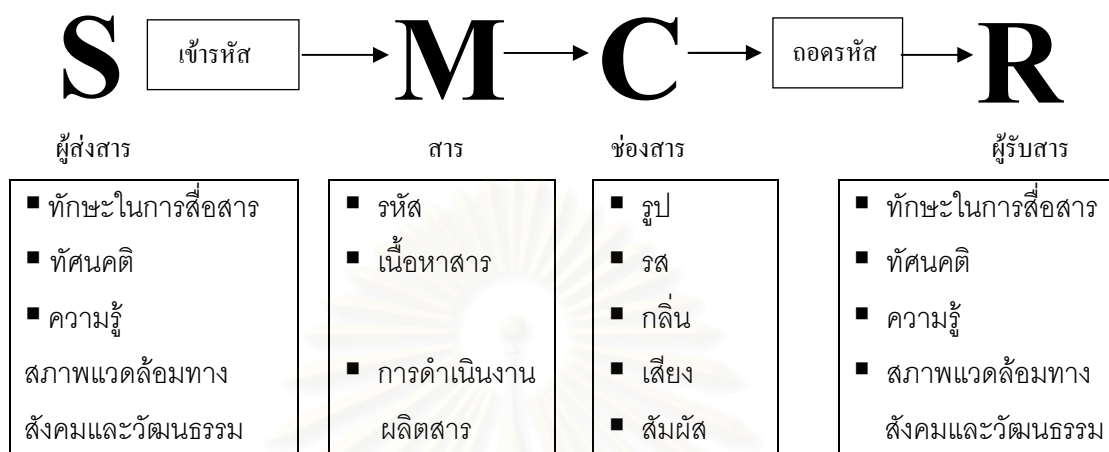 S เข้ารหัส M C ถอดรหัส R
ผู้ส่งสาร สาร ช่องสาร ผู้รับสาร
▪ ทักษะในการสื่อสาร
▪ ทัศนคติ
▪ ความรู้
สภาพแวดล้อมทาง
สังคมและวัฒนธรรม
▪ รหัส
▪ เนื้อหาสาร
▪ การดำเนินงาน
ผลิตสาร
▪ รูป
▪ รส
▪ กลิ่น
▪ เสียง
▪ สัมผัส
▪ ทักษะในการสื่อสาร
▪ ทัศนคติ
▪ ความรู้
▪ สภาพแวดล้อมทาง
สังคมและวัฒนธรรม